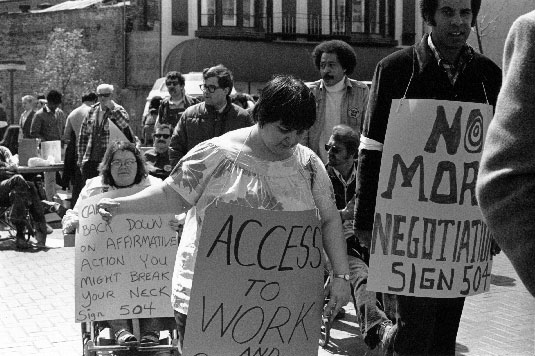 BACK DOWN
ON AFFIRMATIVE
ACTION YOU
MIGHT BREAK
YOUR NECK
Sign 504
ACCESS
TO
WORK
AND
NO
MORE
NEGOTIATION
SIGN 504